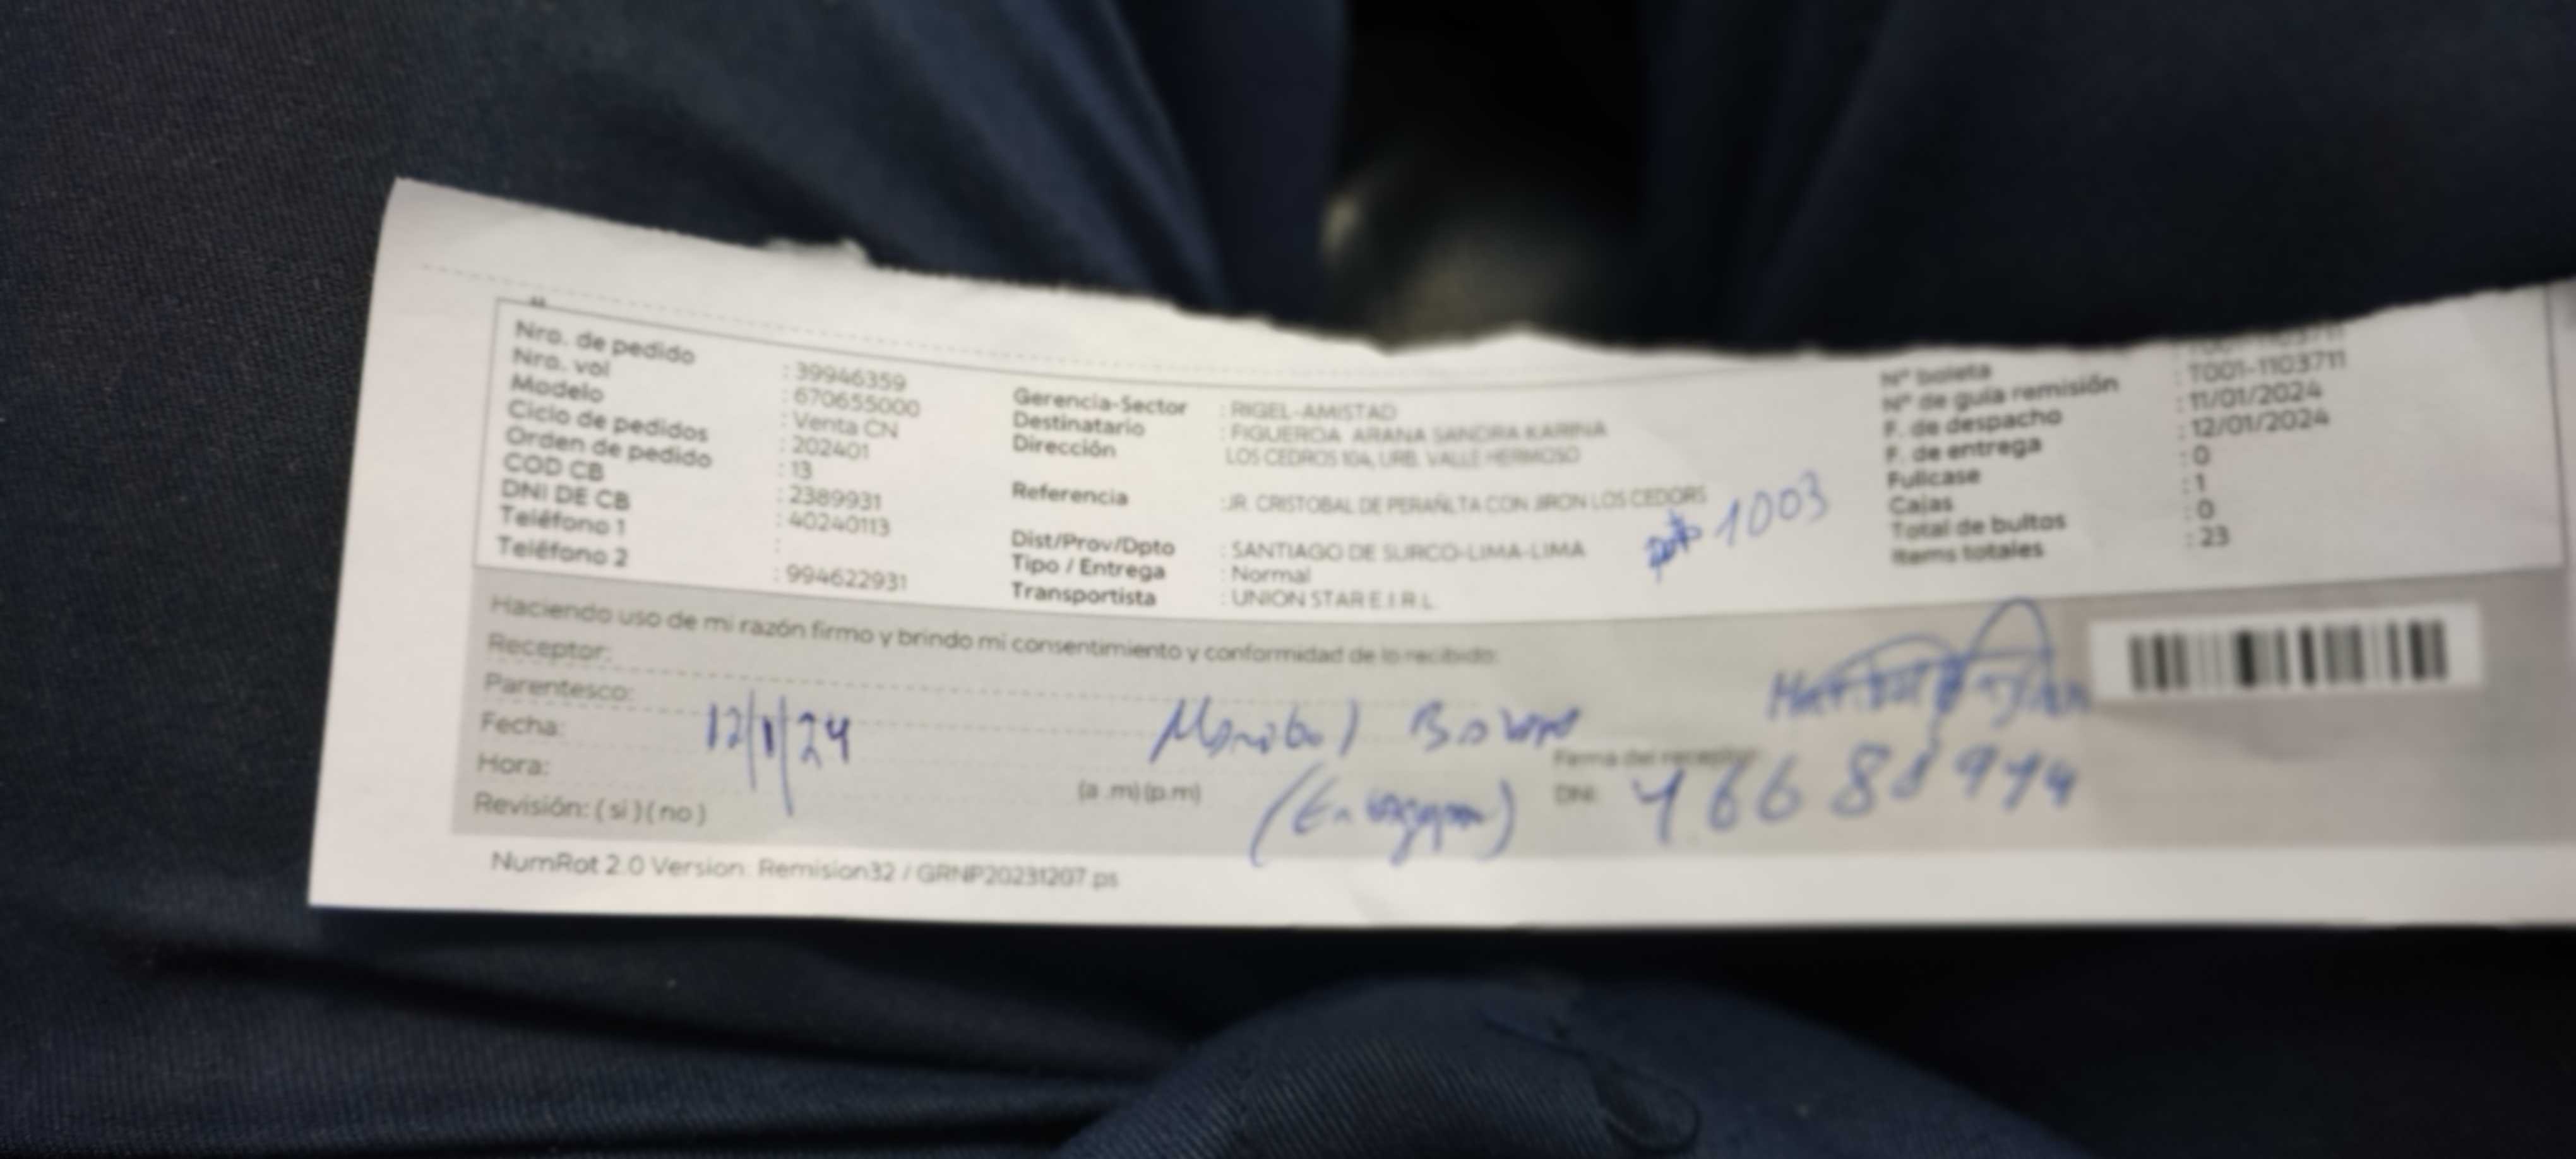 Nro. de pedido : 39946359
Nro. vol : 670655000
Modelo : Venta CN
Ciclo de pedidos : 202401
Orden de pedido : 13
COD CB : 2389931
DNI DE CB : 40240113
Teléfono 1 :
Teléfono 2 : 994622931
Gerencia-Sector : RIGEL-AMISTAD
Destinatario : FIGUEROA ARANA SANDRA KARINA
Dirección LOS CEDROS 104, URB. VALLE HERMOSO
Referencia : JR. CRISTOBAL DE PERAÑLTA CON JIRON LOS CEDORS
1003
Dist/Prov/Dpto : SANTIAGO DE SURCO-LIMA-LIMA
Tipo / Entrega : Normal
Transportista : UNION STAR E.I.R.L
N° boleta
N° de guía remisión : T001-1103711
F. de despacho : 11/01/2024
F. de entrega : 12/01/2024
Fullcase : 0
Cajas : 1
Total de bultos : 0
Items totales : 23
Haciendo uso de mi razón firmo y brindo mi consentimiento y conformidad de lo recibido:
Receptor:
Parentesco:
Fecha: 12/1/24
Hora: (a .m) (p.m)
Revisión: ( si ) ( no )
Firma del receptor
DNI:
NumRot 2.0 Version: Remision32 / GRNP20231207.ps